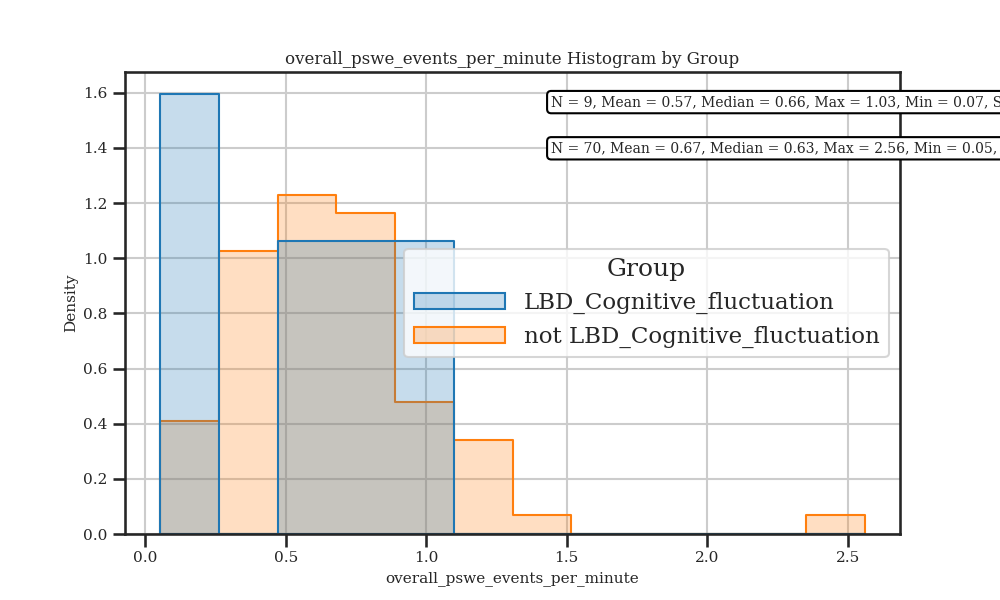 overall_pswe_events_per_minute Histogram by Group
N = 9, Mean = 0.57, Median = 0.66, Max = 1.03, Min = 0.07, S
N = 70, Mean = 0.67, Median = 0.63, Max = 2.56, Min = 0.05,
1.6
1.4
1.2
1.0
0.8
0.6
0.4
0.2
0.0
Density
Group
LBD_Cognitive_fluctuation
not LBD_Cognitive_fluctuation
0.0 0.5 1.0 1.5 2.0 2.5
overall_pswe_events_per_minute